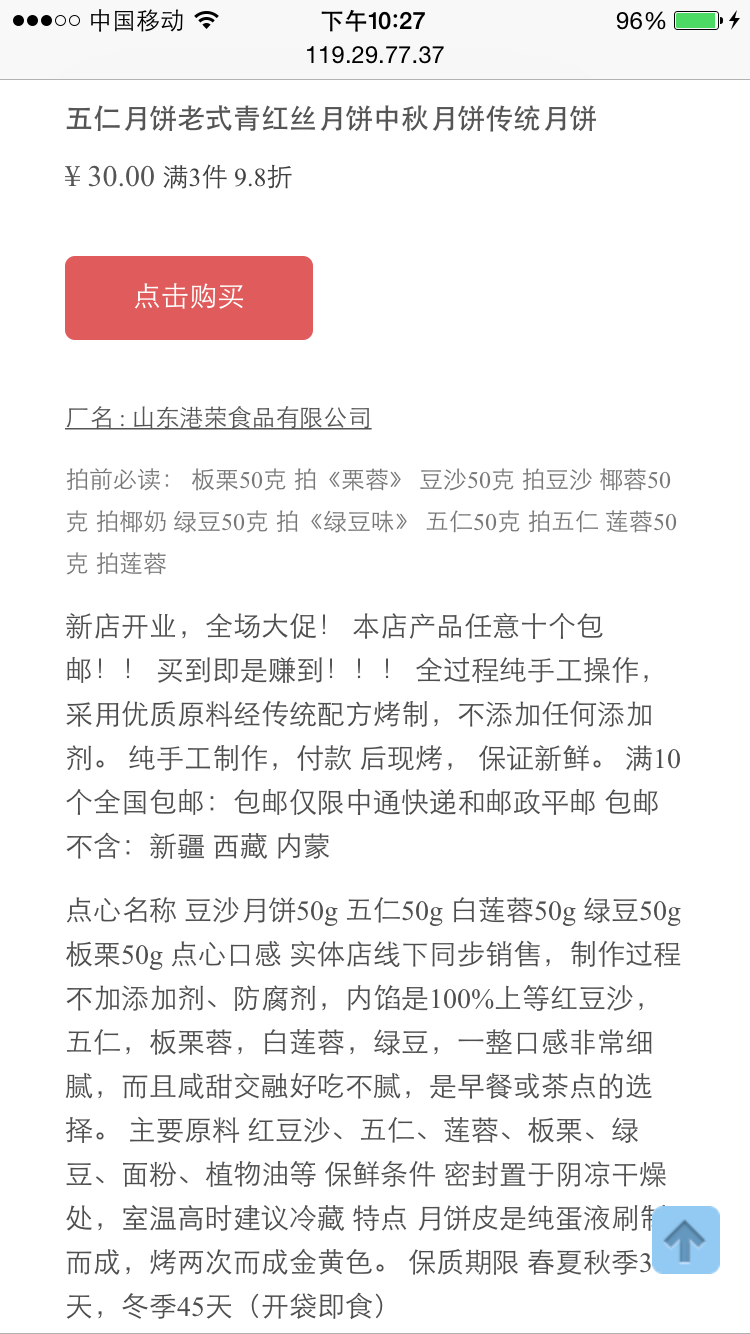 中国移动 下午10:27 96%
119.29.77.37
五仁月饼老式青红丝月饼中秋月饼传统月饼
¥ 30.00 满3件 9.8折
点击购买
厂名 : 山东港荣食品有限公司
拍前必读： 板栗50克 拍《栗蓉》 豆沙50克 拍豆沙 椰蓉50
克 拍椰奶 绿豆50克 拍《绿豆味》 五仁50克 拍五仁 莲蓉50
克 拍莲蓉
新店开业，全场大促！ 本店产品任意十个包
邮！！ 买到即是赚到！！！ 全过程纯手工操作，
采用优质原料经传统配方烤制，不添加任何添加
剂。 纯手工制作，付款 后现烤， 保证新鲜。 满10
个全国包邮：包邮仅限中通快递和邮政平邮 包邮
不含：新疆 西藏 内蒙
点心名称 豆沙月饼50g 五仁50g 白莲蓉50g 绿豆50g
板栗50g 点心口感 实体店线下同步销售，制作过程
不加添加剂、防腐剂，内馅是100%上等红豆沙，
五仁，板栗蓉，白莲蓉，绿豆，一整口感非常细
腻，而且咸甜交融好吃不腻，是早餐或茶点的选
择。 主要原料 红豆沙、五仁、莲蓉、板栗、绿
豆、面粉、植物油等 保鲜条件 密封置于阴凉干燥
处，室温高时建议冷藏 特点 月饼皮是纯蛋液刷制
而成，烤两次而成金黄色。 保质期限 春夏秋季3
天，冬季45天（开袋即食）